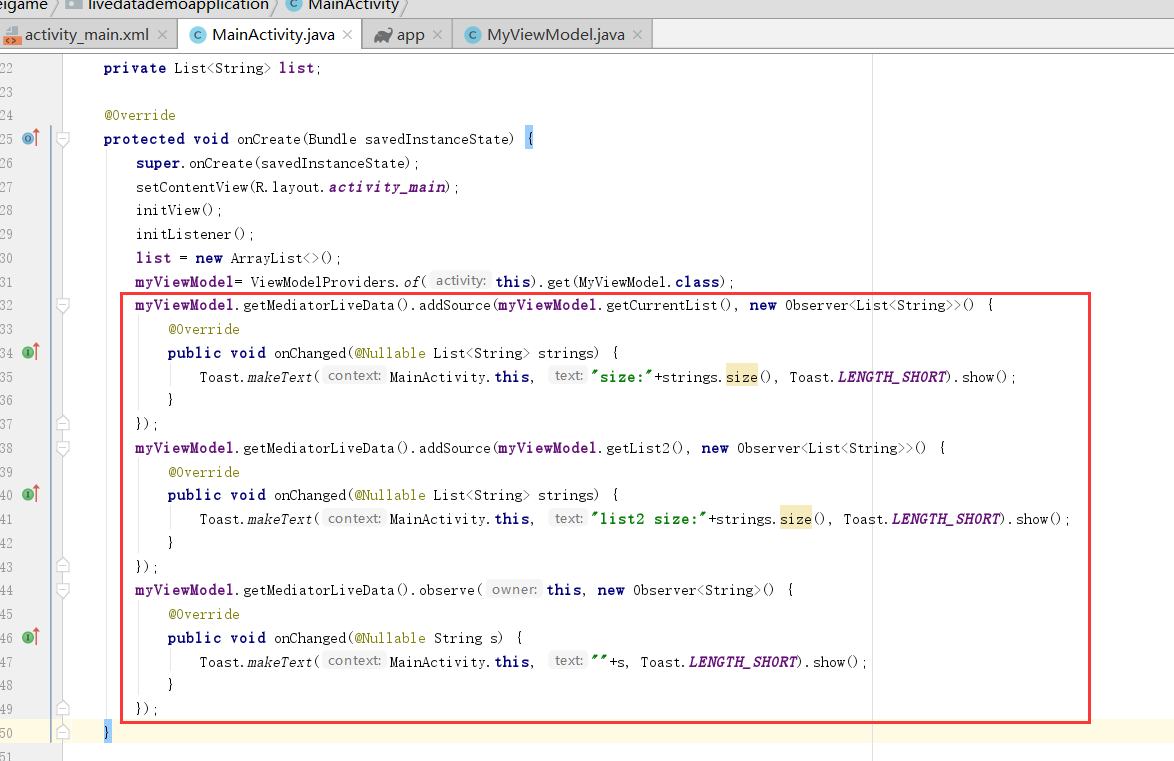 eigame livedatademoapplication MainActivity
activity_main.xml MainActivity.java app MyViewModel.java
22 private List<String> list;
23
24 @Override
25 protected void onCreate(Bundle savedInstanceState) {
26 super.onCreate(savedInstanceState);
27 setContentView(R.layout.activity_main);
28 initView();
29 initListener();
30 list = new ArrayList<>();
31 myViewModel= ViewModelProviders.of( activity: this).get(MyViewModel.class);
32 myViewModel.getMediatorLiveData().addSource(myViewModel.getCurrentList(), new Observer<List<String>>() {
33 @Override
34 public void onChanged(@Nullable List<String> strings) {
35 Toast.makeText( context: MainActivity.this, text: "size:"+strings.size(), Toast.LENGTH_SHORT).show();
36 }
37 });
38 myViewModel.getMediatorLiveData().addSource(myViewModel.getList2(), new Observer<List<String>>() {
39 @Override
40 public void onChanged(@Nullable List<String> strings) {
41 Toast.makeText( context: MainActivity.this, text: "list2 size:"+strings.size(), Toast.LENGTH_SHORT).show();
42 }
43 });
44 myViewModel.getMediatorLiveData().observe( owner: this, new Observer<String>() {
45 @Override
46 public void onChanged(@Nullable String s) {
47 Toast.makeText( context: MainActivity.this, text: ""+s, Toast.LENGTH_SHORT).show();
48 }
49 });
50 }
51